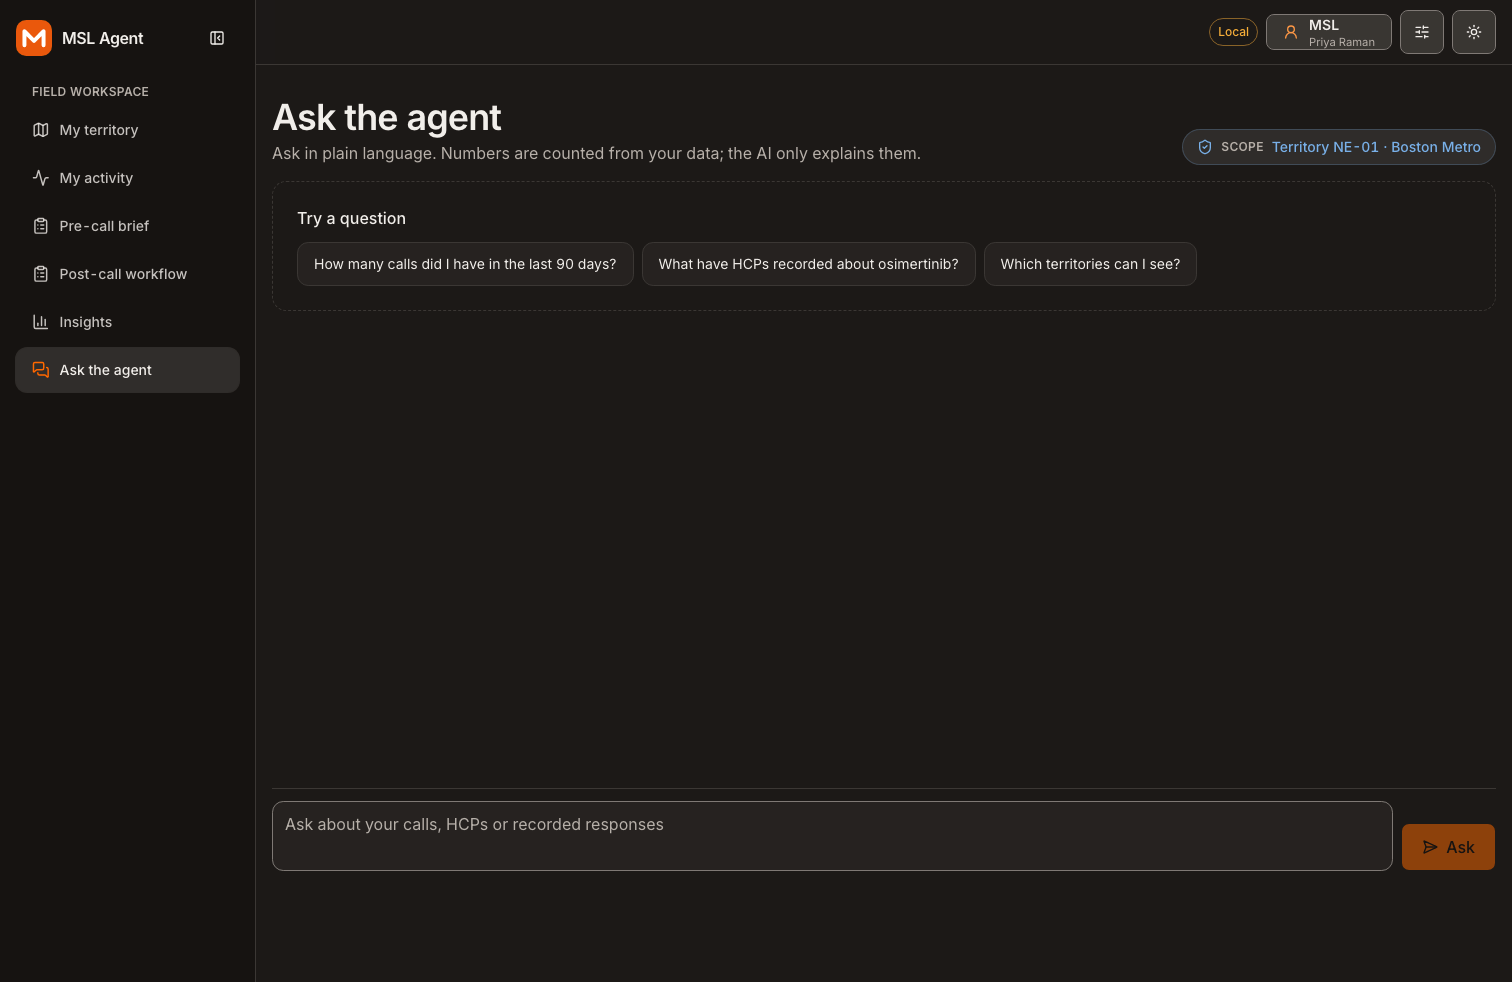 MSL Agent
FIELD WORKSPACE
My territory
My activity
Pre-call brief
Post-call workflow
Insights
Ask the agent
Local
MSL
Priya Raman
Ask the agent
Ask in plain language. Numbers are counted from your data; the AI only explains them.
SCOPE Territory NE-01 · Boston Metro
Try a question
How many calls did I have in the last 90 days?
What have HCPs recorded about osimertinib?
Which territories can I see?
Ask about your calls, HCPs or recorded responses
Ask